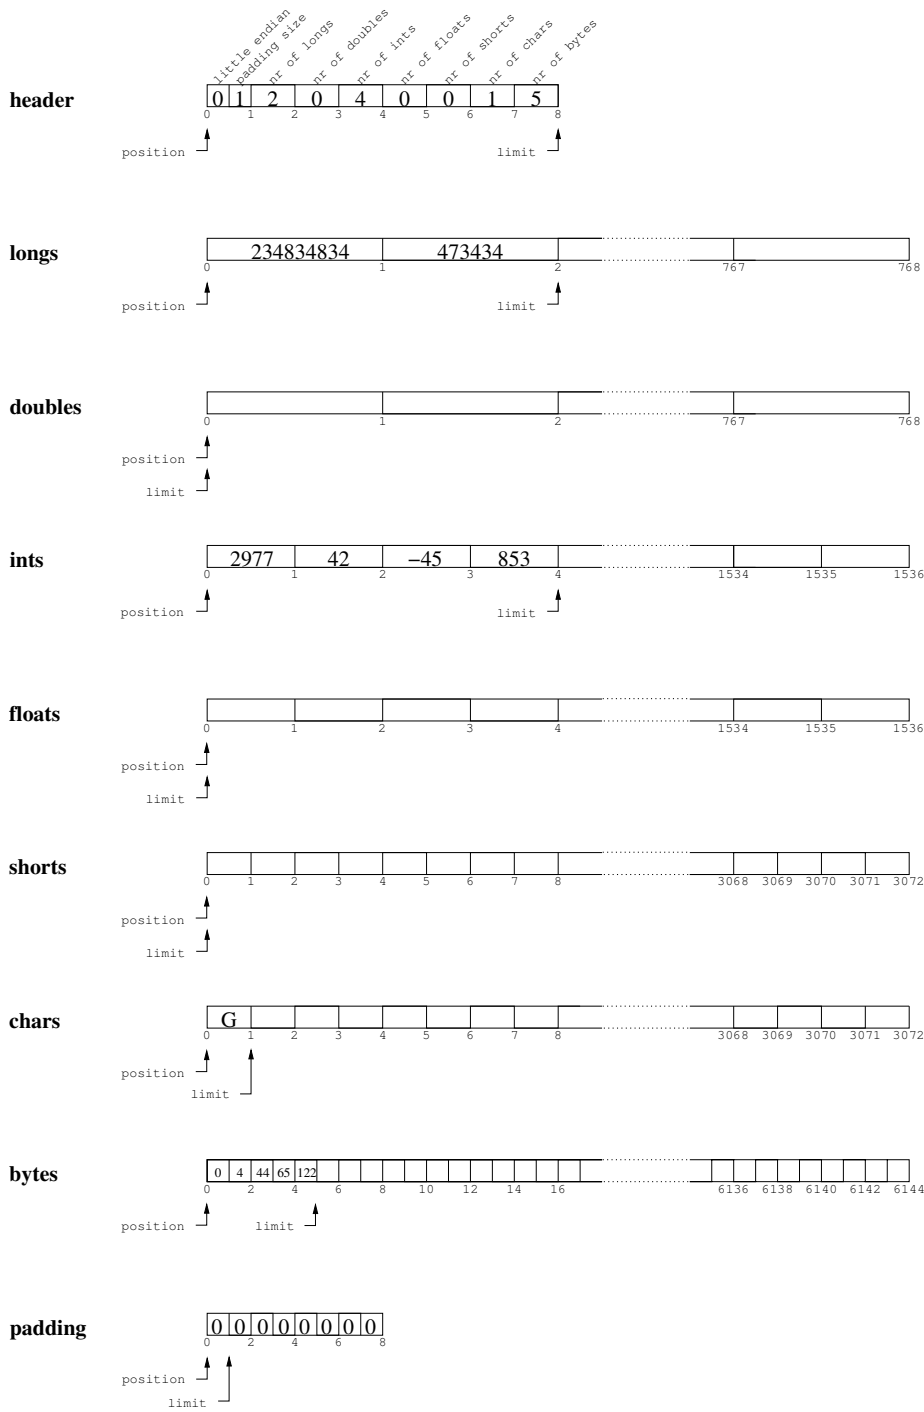 little endian
padding size
nr of longs
nr of doubles
nr of ints
nr of floats
nr of shorts
nr of chars
nr of bytes
header
0 1 2 0 4 0 0 1 5
0 1 2 3 4 5 6 7 8
position limit
longs
234834834 473434
0 1 2 767 768
position limit
doubles
0 1 2 767 768
position
limit
ints
2977 42 −45 853
0 1 2 3 4 1534 1535 1536
position limit
floats
0 1 2 3 4 1534 1535 1536
position
limit
shorts
0 1 2 3 4 5 6 7 8 3068 3069 3070 3071 3072
position
limit
chars
G
0 1 2 3 4 5 6 7 8 3068 3069 3070 3071 3072
position
limit
bytes
0 4 44 65 122
0 2 4 6 8 10 12 14 16 6136 6138 6140 6142 6144
position limit
padding
0 0 0 0 0 0 0 0
0 2 4 6 8
position
limit